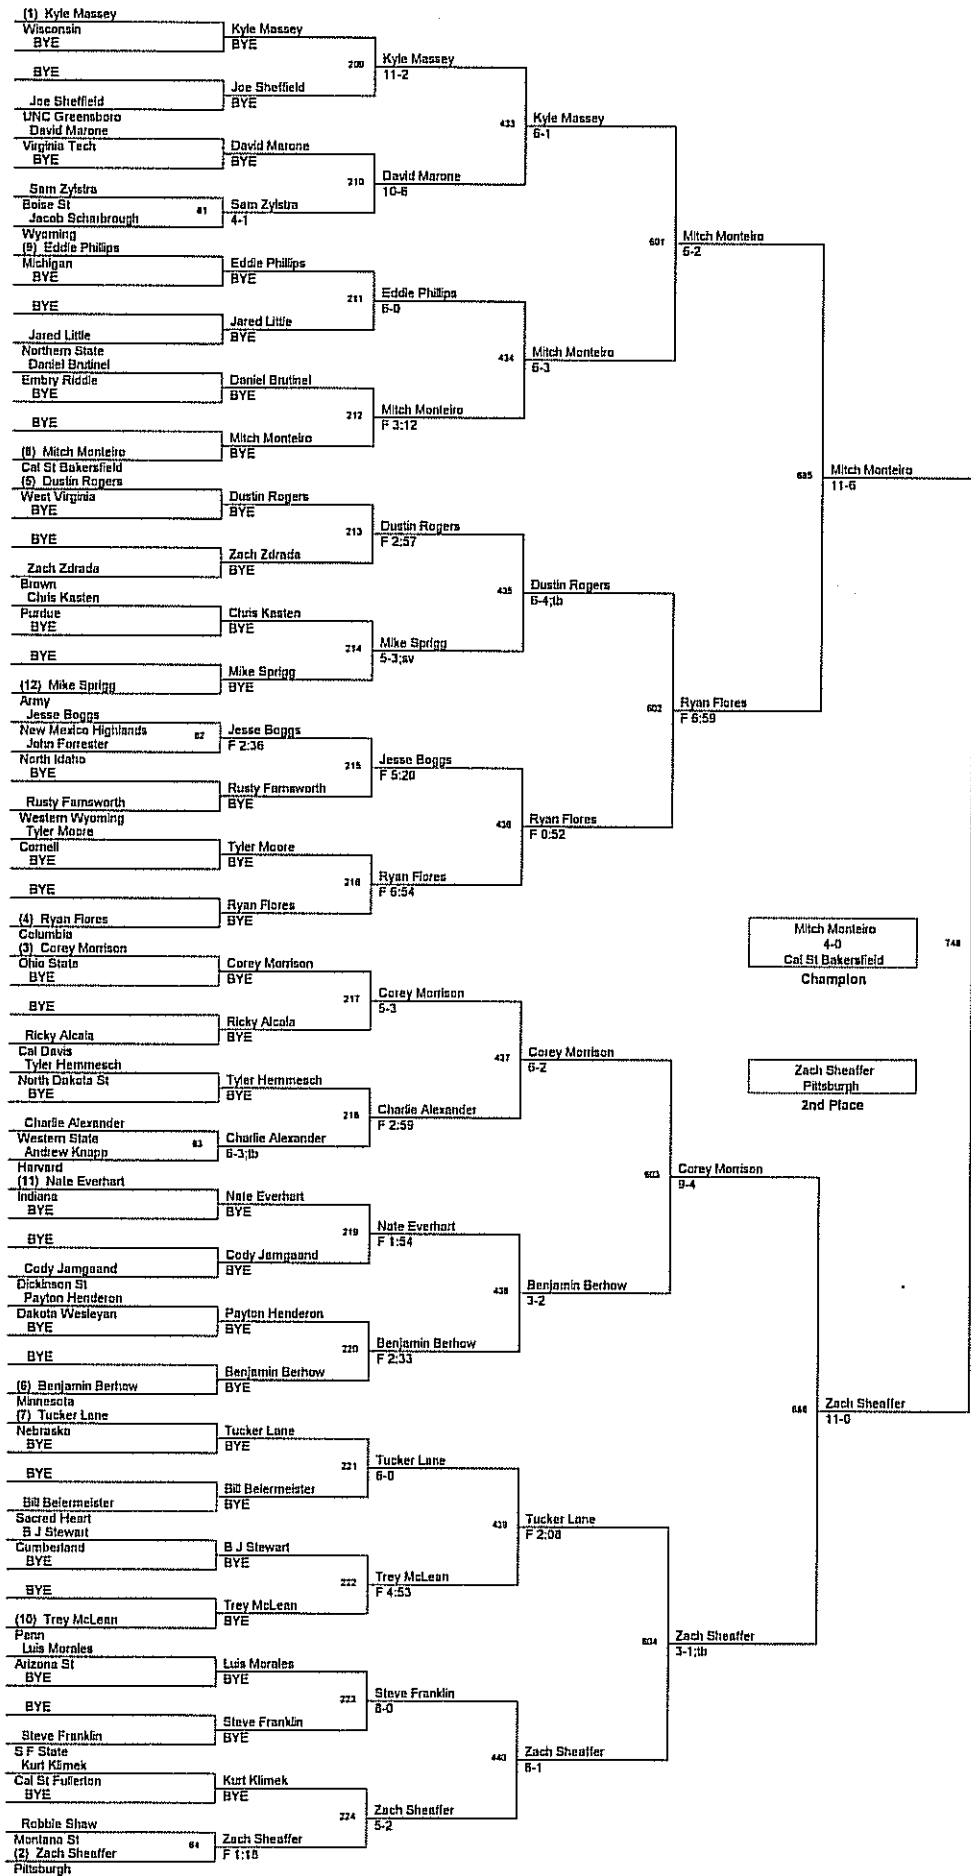 (1) Kyle Massey
Wisconsin
BYE
Kyle Massey
BYE
BYE
209
Kyle Massey
11-2
Joe Sheffield
BYE
Joe Sheffield
UNC Greensboro
433
Kyle Massey
6-1
David Marone
Virginia Tech
BYE
David Marone
BYE
210
David Marone
10-6
Sam Zylstra
Boise St
61
Sam Zylstra
4-1
Jacob Scharbrough
Wyoming
601
Mitch Monteiro
6-2
(9) Eddie Phillips
Michigan
BYE
Eddie Phillips
BYE
BYE
211
Eddie Phillips
6-0
Jared Little
BYE
Jared Little
Northern State
434
Mitch Monteiro
6-3
Daniel Brutinel
Embry Riddle
BYE
Daniel Brutinel
BYE
BYE
212
Mitch Monteiro
F 3:12
Mitch Monteiro
BYE
(8) Mitch Monteiro
Cal St Bakersfield
685
Mitch Monteiro
11-6
(5) Dustin Rogers
West Virginia
BYE
Dustin Rogers
BYE
BYE
213
Dustin Rogers
F 2:57
Zach Zdrada
BYE
Zach Zdrada
Brown
435
Dustin Rogers
6-4;tb
Chris Kasten
Purdue
BYE
Chris Kasten
BYE
BYE
214
Mike Sprigg
5-3;sv
Mike Sprigg
BYE
(12) Mike Sprigg
Army
602
Ryan Flores
F 6:59
Jesse Boggs
New Mexico Highlands
62
Jesse Boggs
F 2:36
John Forrester
North Idaho
BYE
215
Jesse Boggs
F 5:20
Rusty Farnsworth
BYE
Rusty Farnsworth
Western Wyoming
436
Ryan Flores
F 0:52
Tyler Moore
Cornell
BYE
Tyler Moore
BYE
BYE
216
Ryan Flores
F 6:54
Ryan Flores
BYE
(4) Ryan Flores
Columbia
Mitch Monteiro
4-0
Cal St Bakersfield
Champion
748
(3) Corey Morrison
Ohio State
BYE
Corey Morrison
BYE
BYE
217
Corey Morrison
5-3
Ricky Alcala
BYE
Ricky Alcala
Cal Davis
437
Corey Morrison
6-2
Zach Sheaffer
Pittsburgh
2nd Place
Tyler Hemmesch
North Dakota St
BYE
Tyler Hemmesch
BYE
218
Charlie Alexander
F 2:59
Charlie Alexander
Western State
63
Charlie Alexander
6-3;tb
Andrew Knapp
Harvard
603
Corey Morrison
9-4
(11) Nate Everhart
Indiana
BYE
Nate Everhart
BYE
BYE
219
Nate Everhart
F 1:54
Cody Jamgaand
BYE
Cody Jamgaand
Dickinson St
438
Benjamin Berhow
3-2
Payton Henderon
Dakota Wesleyan
BYE
Payton Henderon
BYE
BYE
220
Benjamin Berhow
F 2:33
Benjamin Berhow
BYE
(6) Benjamin Berhow
Minnesota
686
Zach Sheaffer
11-0
(7) Tucker Lane
Nebraska
BYE
Tucker Lane
BYE
BYE
221
Tucker Lane
6-0
Bill Beiermeister
BYE
Bill Beiermeister
Sacred Heart
439
Tucker Lane
F 2:08
B J Stewart
Cumberland
BYE
B J Stewart
BYE
BYE
222
Trey McLean
F 4:53
Trey McLean
BYE
(10) Trey McLean
Penn
604
Zach Sheaffer
3-1;tb
Luis Morales
Arizona St
BYE
Luis Morales
BYE
BYE
223
Steve Franklin
8-0
Steve Franklin
BYE
Steve Franklin
S F State
440
Zach Sheaffer
6-1
Kurt Klimek
Cal St Fullerton
BYE
Kurt Klimek
BYE
224
Zach Sheaffer
5-2
Robbie Shaw
Montana St
64
Zach Sheaffer
F 1:18
(2) Zach Sheaffer
Pittsburgh